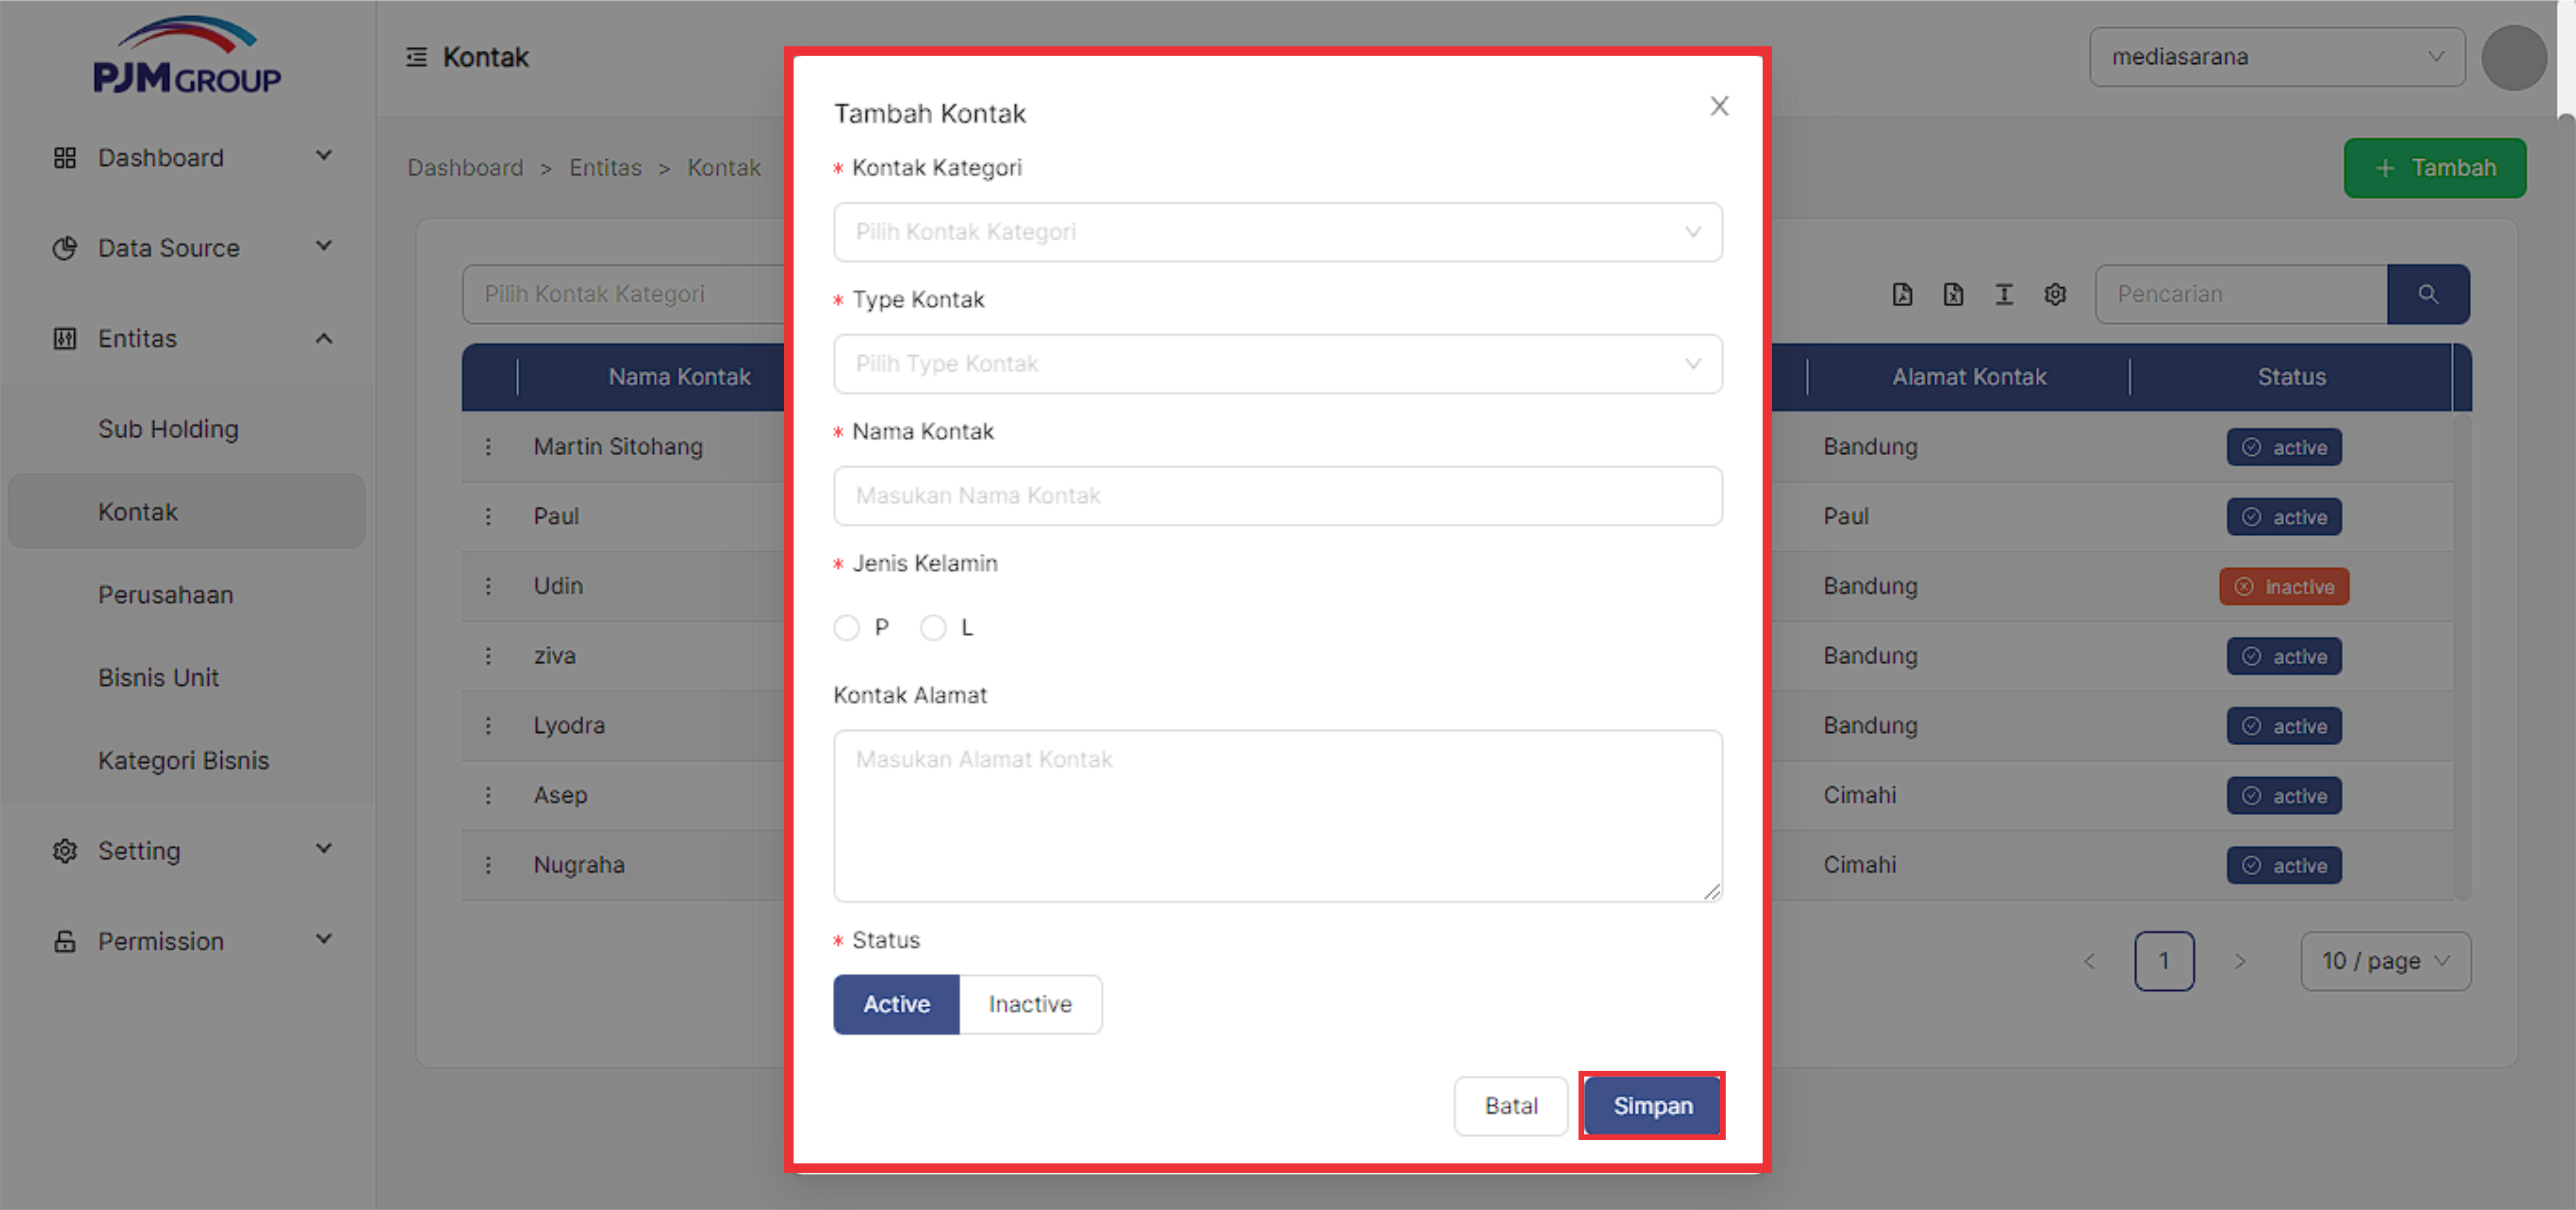 PJM GROUP
Dashboard
Data Source
Entitas
Sub Holding
Kontak
Perusahaan
Bisnis Unit
Kategori Bisnis
Setting
Permission
Kontak
mediasarana
Dashboard > Entitas > Kontak
+ Tambah
Pilih Kontak Kategori
Pencarian
Nama Kontak
Alamat Kontak
Status
Martin Sitohang
Bandung
active
Paul
Paul
active
Udin
Bandung
inactive
ziva
Bandung
active
Lyodra
Bandung
active
Asep
Cimahi
active
Nugraha
Cimahi
active
< 1 >
10 / page
Tambah Kontak
* Kontak Kategori
Pilih Kontak Kategori
* Type Kontak
Pilih Type Kontak
* Nama Kontak
Masukan Nama Kontak
* Jenis Kelamin
P L
Kontak Alamat
Masukan Alamat Kontak
* Status
Active Inactive
Batal Simpan